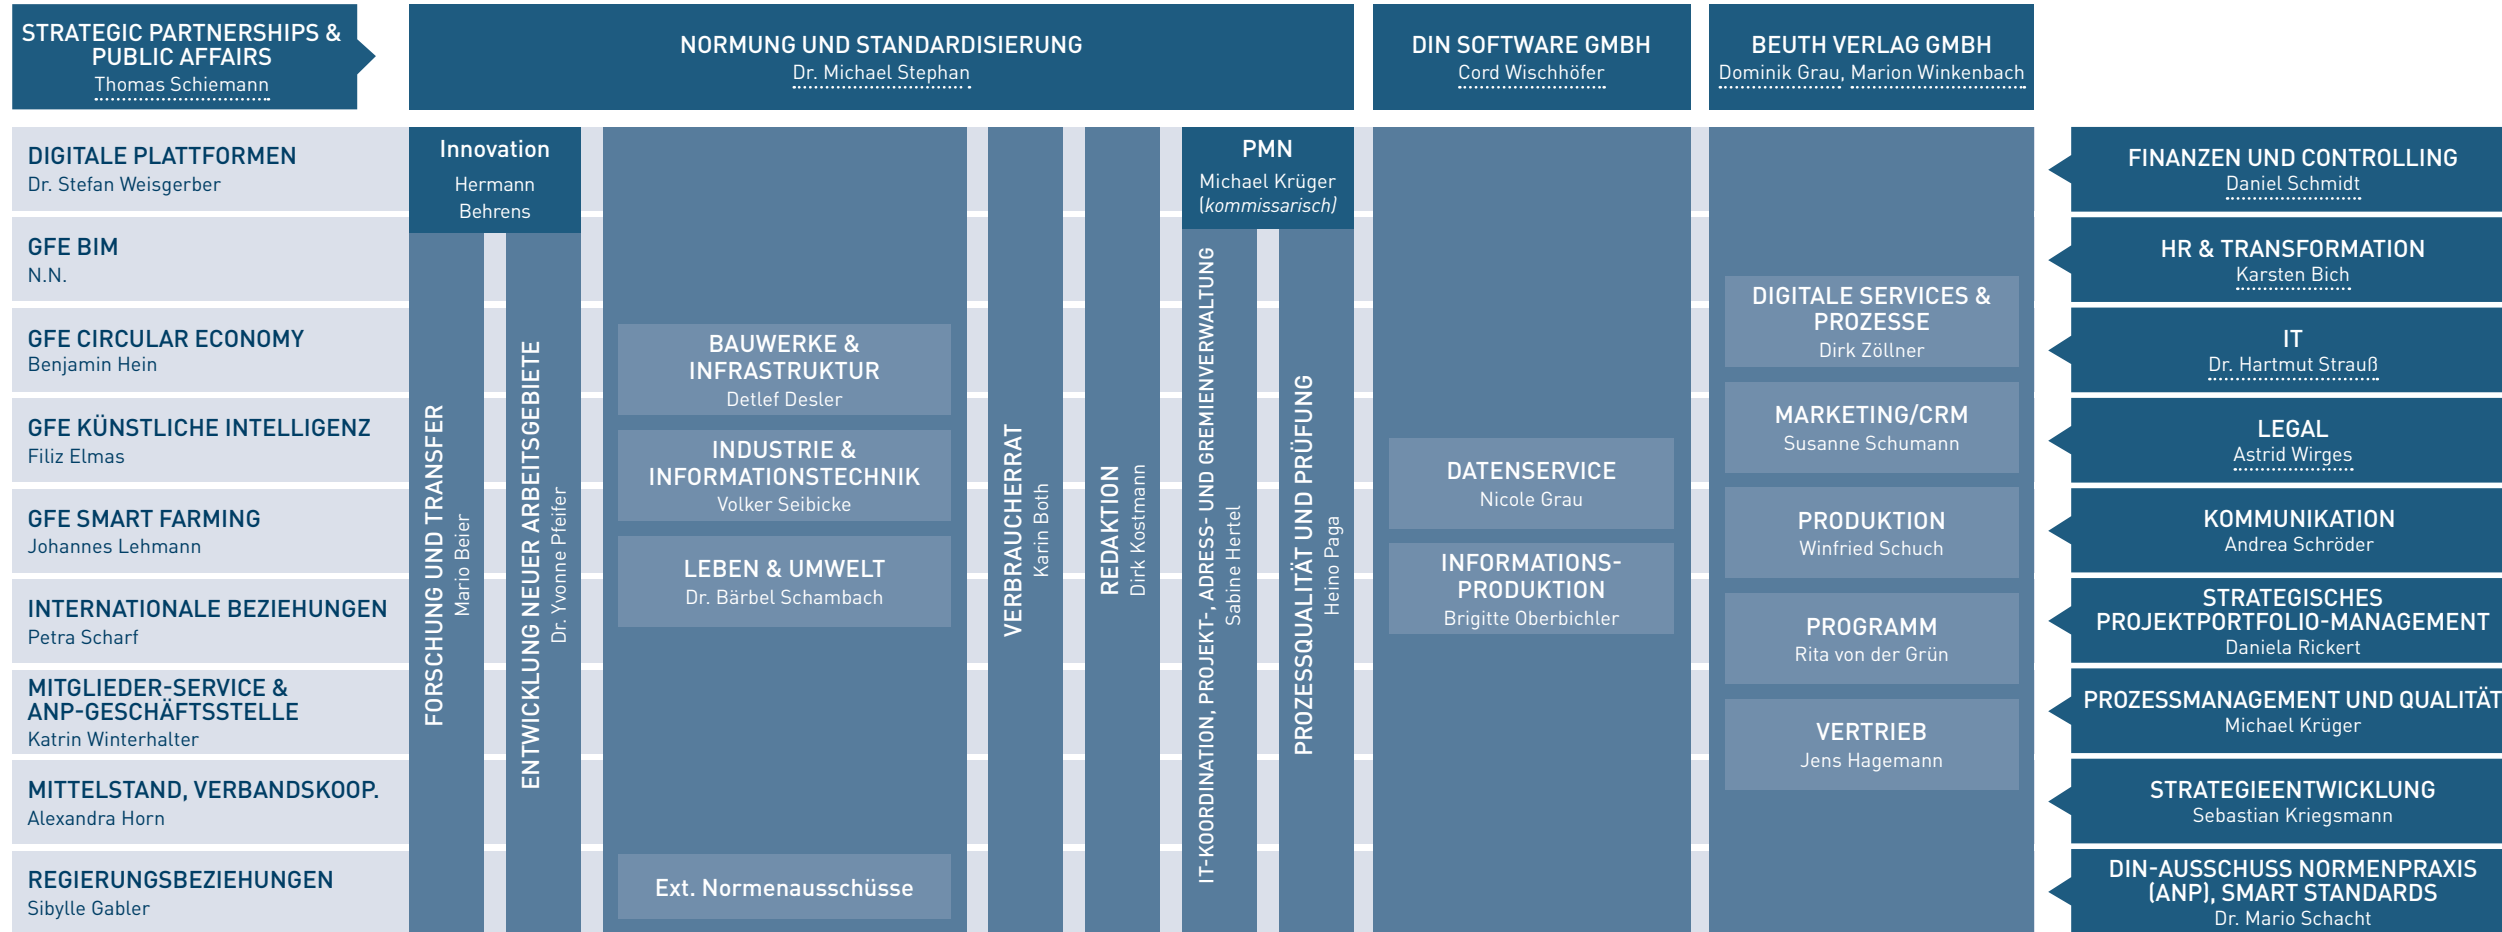 STRATEGIC PARTNERSHIPS &
PUBLIC AFFAIRS
Thomas Schiemann
NORMUNG UND STANDARDISIERUNG
Dr. Michael Stephan
DIN SOFTWARE GMBH
Cord Wischhöfer
BEUTH VERLAG GMBH
Dominik Grau, Marion Winkenbach
DIGITALE PLATTFORMEN
Dr. Stefan Weisgerber
GFE BIM
N.N.
GFE CIRCULAR ECONOMY
Benjamin Hein
GFE KÜNSTLICHE INTELLIGENZ
Filiz Elmas
GFE SMART FARMING
Johannes Lehmann
INTERNATIONALE BEZIEHUNGEN
Petra Scharf
MITGLIEDER-SERVICE &
ANP-GESCHÄFTSSTELLE
Katrin Winterhalter
MITTELSTAND, VERBANDSKOOP.
Alexandra Horn
REGIERUNGSBEZIEHUNGEN
Sibylle Gabler
Innovation
Hermann
Behrens
FORSCHUNG UND TRANSFER
Mario Beier
ENTWICKLUNG NEUER ARBEITSGEBIETE
Dr. Yvonne Pfeifer
BAUWERKE &
INFRASTRUKTUR
Detlef Desler
INDUSTRIE &
INFORMATIONSTECHNIK
Volker Seibicke
LEBEN & UMWELT
Dr. Bärbel Schambach
Ext. Normenausschüsse
VERBRAUCHERRAT
Karin Both
REDAKTION
Dirk Kostmann
PMN
Michael Krüger
(kommissarisch)
IT-KOORDINATION, PROJEKT-, ADRESS- UND GREMIENVERWALTUNG
Sabine Hertel
PROZESSQUALITÄT UND PRÜFUNG
Heino Paga
DATENSERVICE
Nicole Grau
INFORMATIONS-
PRODUKTION
Brigitte Oberbichler
DIGITALE SERVICES &
PROZESSE
Dirk Zöllner
MARKETING/CRM
Susanne Schumann
PRODUKTION
Winfried Schuch
PROGRAMM
Rita von der Grün
VERTRIEB
Jens Hagemann
FINANZEN UND CONTROLLING
Daniel Schmidt
HR & TRANSFORMATION
Karsten Bich
IT
Dr. Hartmut Strauß
LEGAL
Astrid Wirges
KOMMUNIKATION
Andrea Schröder
STRATEGISCHES
PROJEKTPORTFOLIO-MANAGEMENT
Daniela Rickert
PROZESSMANAGEMENT UND QUALITÄT
Michael Krüger
STRATEGIEENTWICKLUNG
Sebastian Kriegsmann
DIN-AUSSCHUSS NORMENPRAXIS
(ANP), SMART STANDARDS
Dr. Mario Schacht